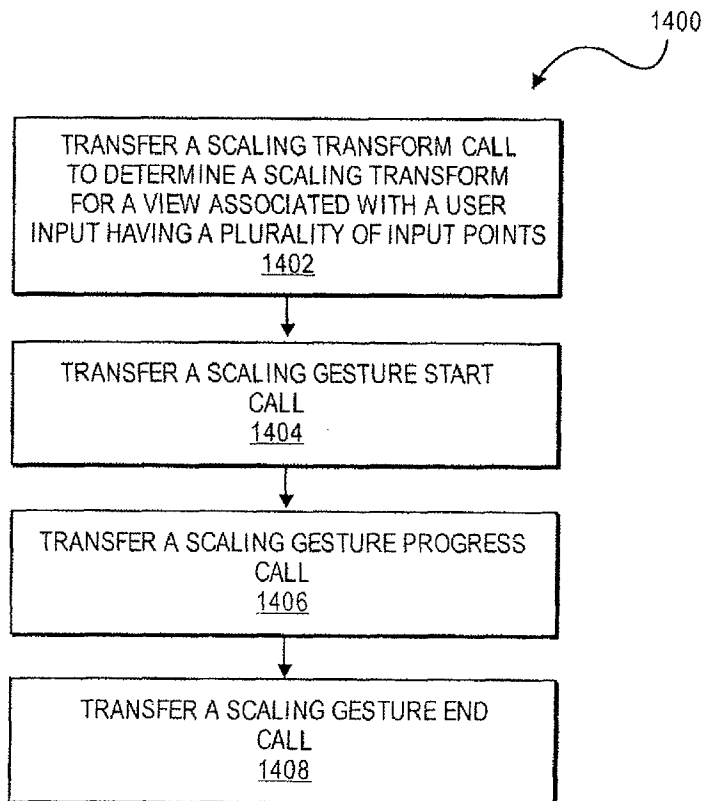 1400
TRANSFER A SCALING TRANSFORM CALL
TO DETERMINE A SCALING TRANSFORM
FOR A VIEW ASSOCIATED WITH A USER
INPUT HAVING A PLURALITY OF INPUT POINTS
1402
TRANSFER A SCALING GESTURE START
CALL
1404
TRANSFER A SCALING GESTURE PROGRESS
CALL
1406
TRANSFER A SCALING GESTURE END
CALL
1408